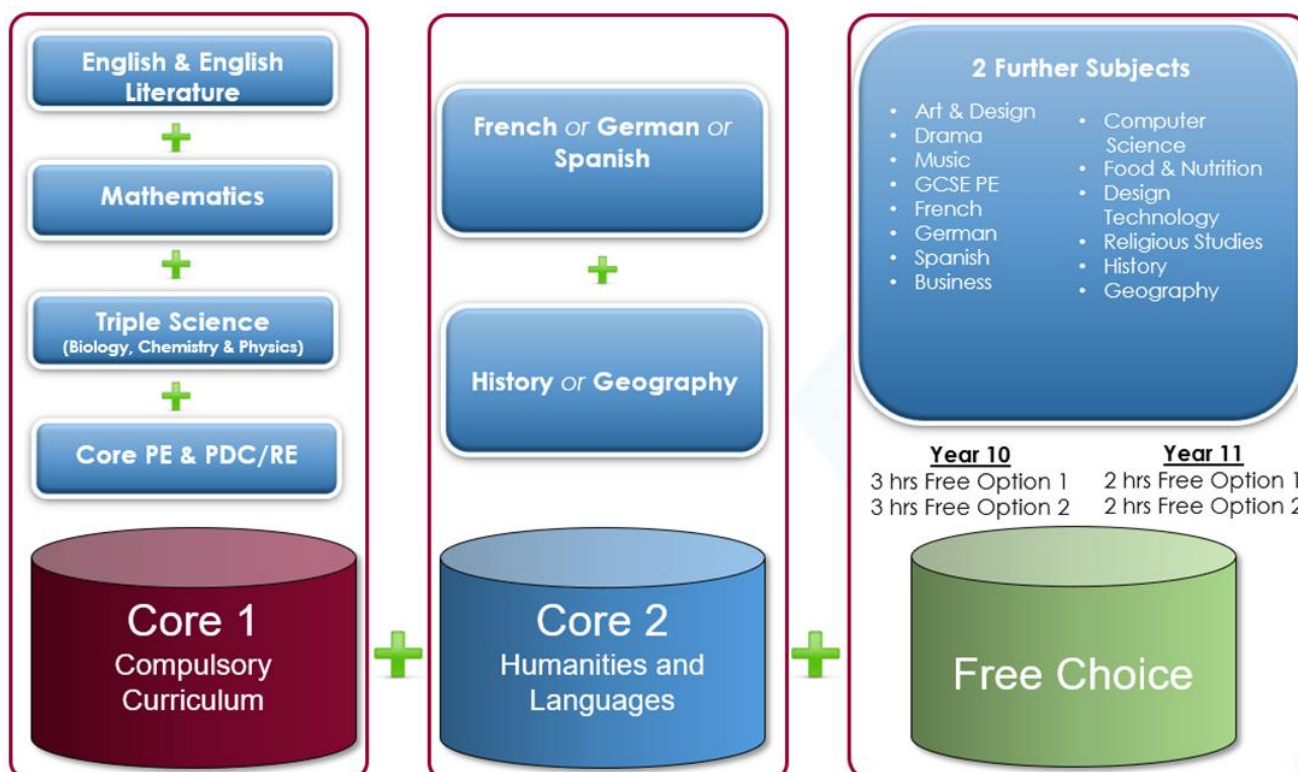 English & English
Literature
Mathematics
Triple Science
(Biology, Chemistry & Physics)
Core PE & PDC/RE
Core 1
Compulsory
Curriculum
French or German or
Spanish
History or Geography
Core 2
Humanities and
Languages
2 Further Subjects
• Art & Design
• Drama
• Music
• GCSE PE
• French
• German
• Spanish
• Business
• Computer
Science
• Food & Nutrition
• Design
Technology
• Religious Studies
• History
• Geography
Year 10
3 hrs Free Option 1
3 hrs Free Option 2
Year 11
2 hrs Free Option 1
2 hrs Free Option 2
Free Choice